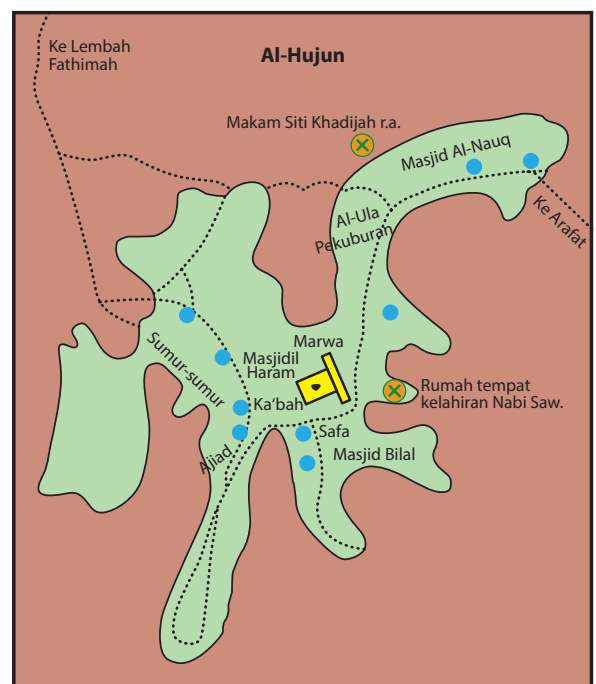 Ke Lembah
Fathimah
Al-Hujun
Makam Siti Khadijah r.a.
Masjid Al-Nauq
Ke Arafat
Al-Ula
Pekuburan
Marwa
Masjidil
Haram
Sumur-sumur
Rumah tempat
kelahiran Nabi Saw.
Ka‘bah
Safa
Masjid Bilal
Ajiad